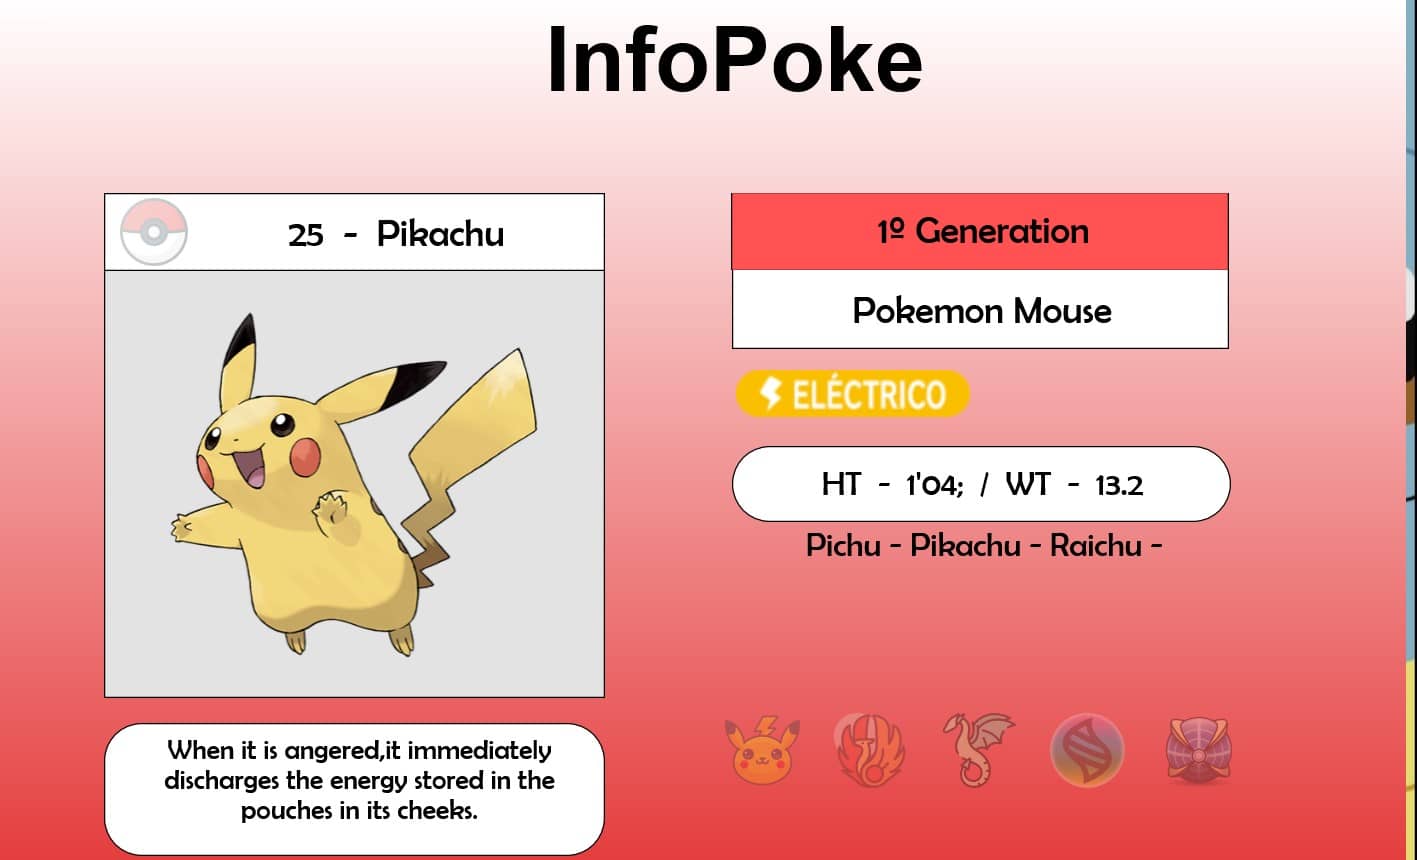 InfoPoke
25 - Pikachu
When it is angered,it immediately
discharges the energy stored in the
pouches in its cheeks.
1º Generation
Pokemon Mouse
ELÉCTRICO
HT - 1'04; / WT - 13.2
Pichu - Pikachu - Raichu -